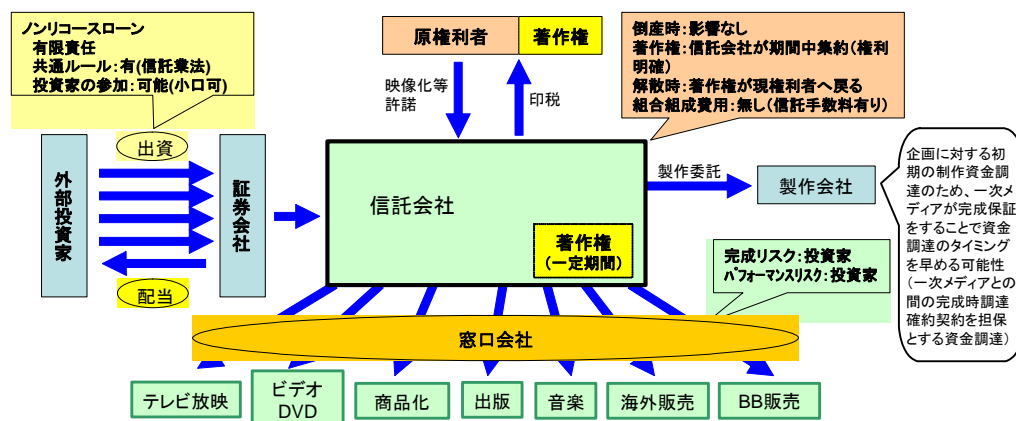 ノンリコースローン
有限責任
共通ルール:有(信託業法)
投資家の参加:可能(小口可)
原権利者
著作権
倒産時:影響なし
著作権:信託会社が期間中集約(権利
明確)
解散時:著作権が現権利者へ戻る
組合組成費用:無し(信託手数料有り)
映像化等
許諾
印税
出資
外部投資家
証券会社
配当
信託会社
著作権
(一定期間)
製作委託
製作会社
企画に対する初
期の制作資金調
達のため、一次メ
ディアが完成保証
をすることで資金
調達のタイミング
を早める可能性
(一次メディアとの
間の完成時調達
確約契約を担保
とする資金調達)
完成リスク:投資家
パフォーマンスリスク:投資家
窓口会社
テレビ放映
ビデオ
DVD
商品化
出版
音楽
海外販売
BB販売